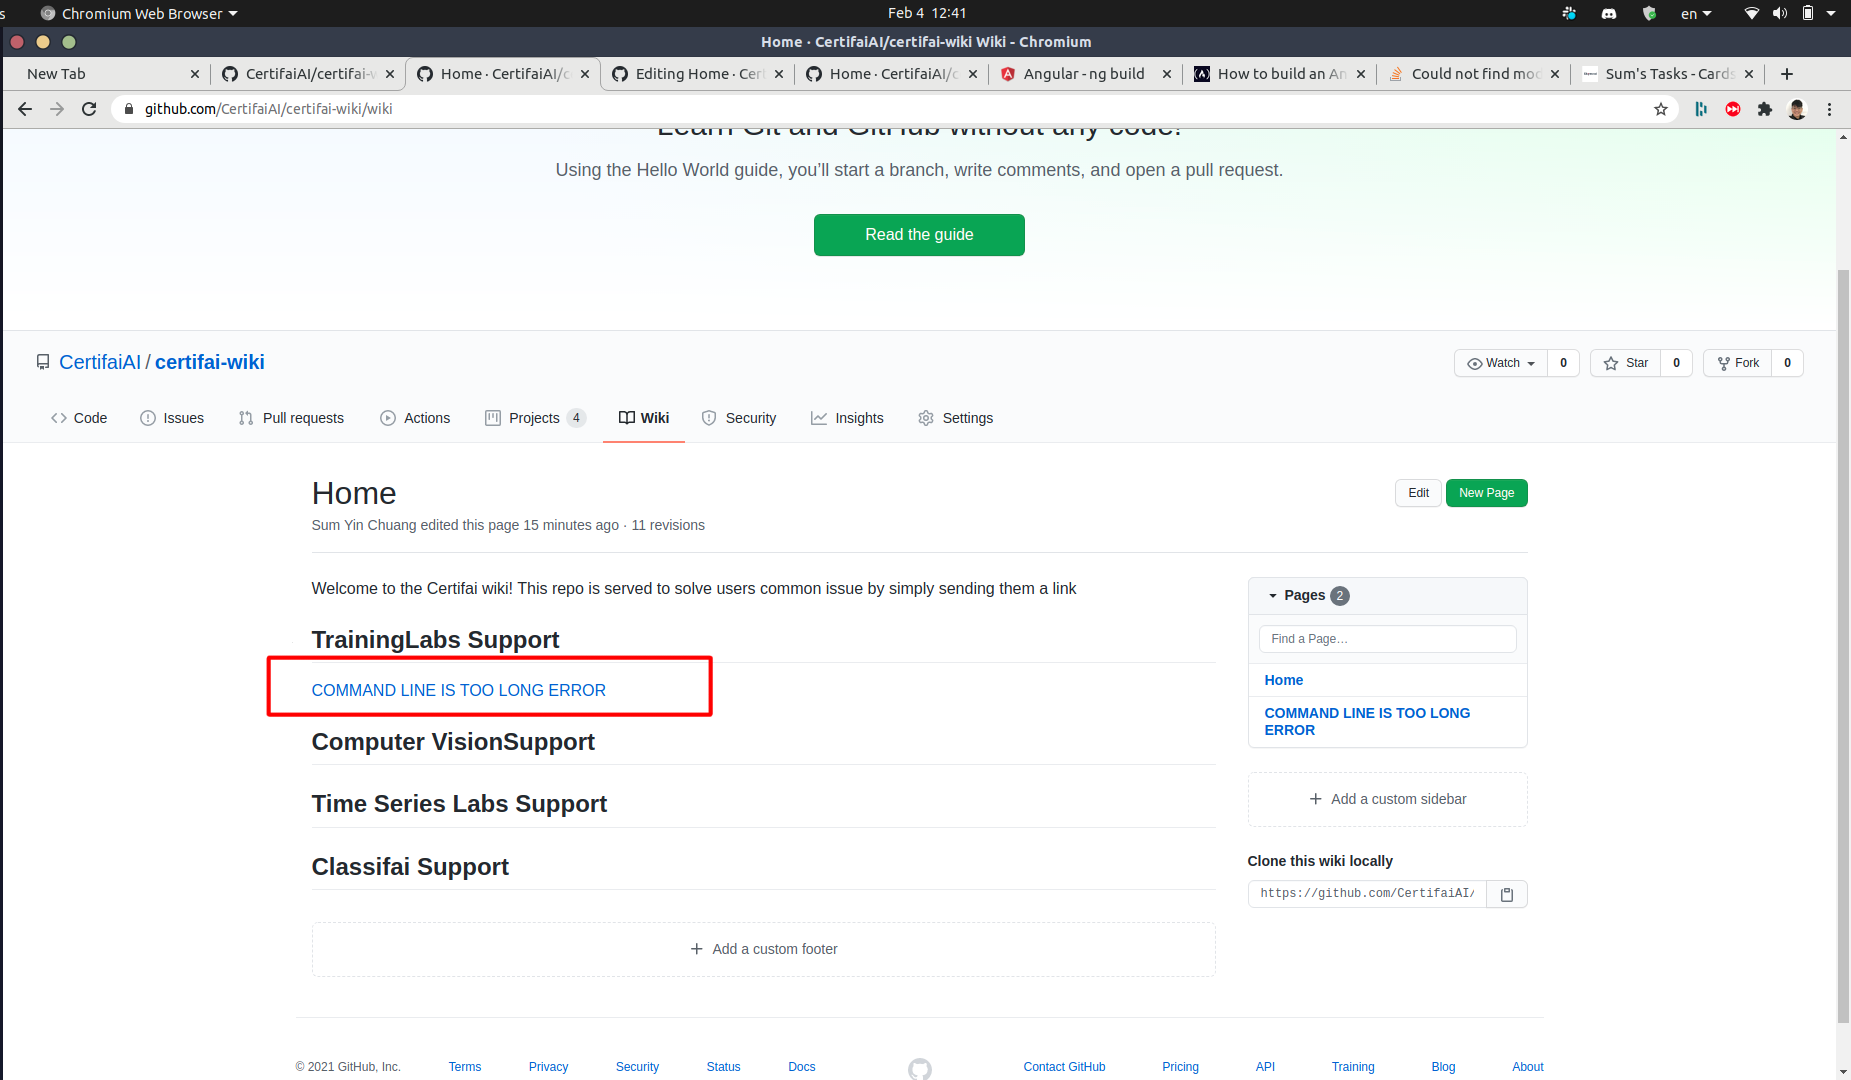 s Chromium Web Browser Feb 4 12:41 en
Home · CertifaiAI/certifai-wiki Wiki - Chromium
New Tab CertifaiAI/certifai- Home · CertifaiAI/ Editing Home · Cer Home · CertifaiAI/ Angular - ng build How to build an An Could not find mod Sum's Tasks - Cards
github.com/CertifaiAI/certifai-wiki/wiki
Learn Git and GitHub without any code!
Using the Hello World guide, you’ll start a branch, write comments, and open a pull request.
Read the guide
CertifaiAI / certifai-wiki
Watch 0 Star 0 Fork 0
Code Issues Pull requests Actions Projects 4 Wiki Security Insights Settings
Home
Edit New Page
Sum Yin Chuang edited this page 15 minutes ago · 11 revisions
Welcome to the Certifai wiki! This repo is served to solve users common issue by simply sending them a link
TrainingLabs Support
COMMAND LINE IS TOO LONG ERROR
Computer VisionSupport
Time Series Labs Support
Classifai Support
Add a custom footer
Pages 2
Find a Page…
Home
COMMAND LINE IS TOO LONG
ERROR
Add a custom sidebar
Clone this wiki locally
https://github.com/CertifaiAI/
© 2021 GitHub, Inc. Terms Privacy Security Status Docs Contact GitHub Pricing API Training Blog About